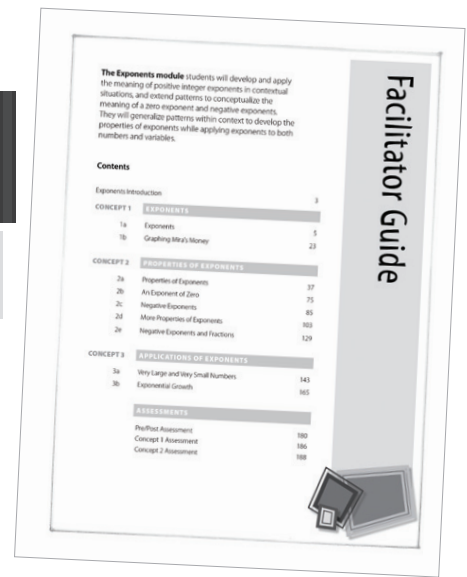 Facilitator Guide
The Exponents module students will develop and apply
the meaning of positive integer exponents in contextual
situations, and extend patterns to conceptualize the
meaning of a zero exponent and negative exponents.
They will generalize patterns within context to develop the
properties of exponents while applying exponents to both
numbers and variables.
Contents
Exponents Introduction 3
CONCEPT 1 EXPONENTS
1a Exponents 5
1b Graphing Mira's Money 23
CONCEPT 2 PROPERTIES OF EXPONENTS
2a Properties of Exponents 37
2b An Exponent of Zero 75
2c Negative Exponents 85
2d More Properties of Exponents 103
2e Negative Exponents and Fractions 129
CONCEPT 3 APPLICATIONS OF EXPONENTS
3a Very Large and Very Small Numbers 143
3b Exponential Growth 165
ASSESSMENTS
Pre/Post Assessment 180
Concept 1 Assessment 186
Concept 2 Assessment 188